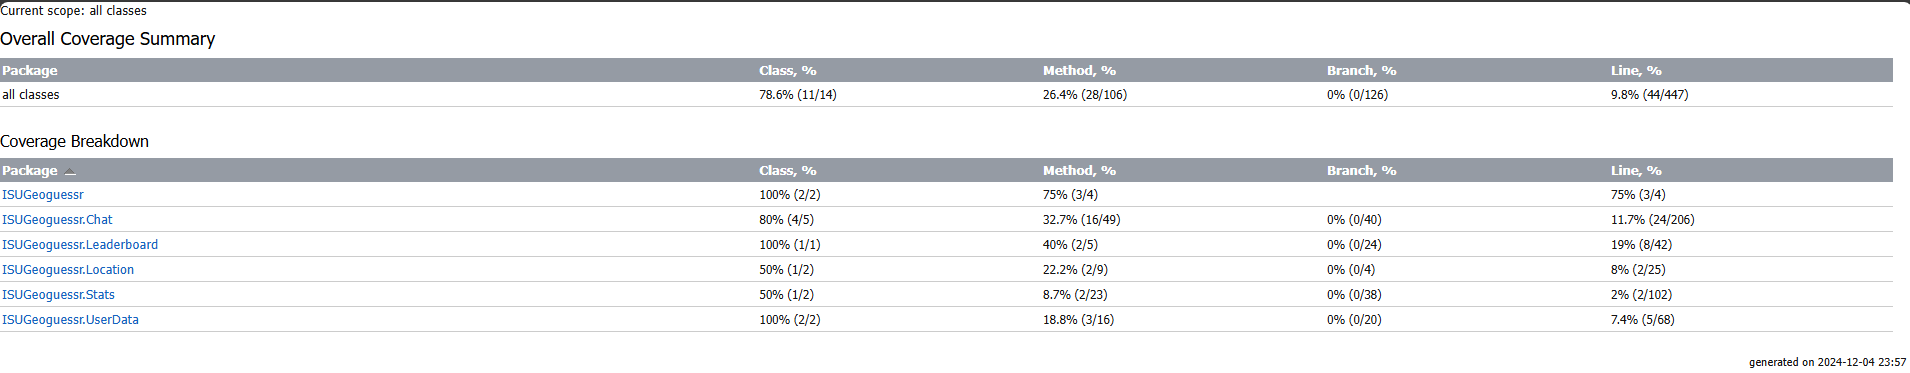 Current scope: all classes
Overall Coverage Summary
Package Class, % Method, % Branch, % Line, %
all classes 78.6% (11/14) 26.4% (28/106) 0% (0/126) 9.8% (44/447)
Coverage Breakdown
Package Class, % Method, % Branch, % Line, %
ISUGeoguessr 100% (2/2) 75% (3/4) 75% (3/4)
ISUGeoguessr.Chat 80% (4/5) 32.7% (16/49) 0% (0/40) 11.7% (24/206)
ISUGeoguessr.Leaderboard 100% (1/1) 40% (2/5) 0% (0/24) 19% (8/42)
ISUGeoguessr.Location 50% (1/2) 22.2% (2/9) 0% (0/4) 8% (2/25)
ISUGeoguessr.Stats 50% (1/2) 8.7% (2/23) 0% (0/38) 2% (2/102)
ISUGeoguessr.UserData 100% (2/2) 18.8% (3/16) 0% (0/20) 7.4% (5/68)
generated on 2024-12-04 23:57